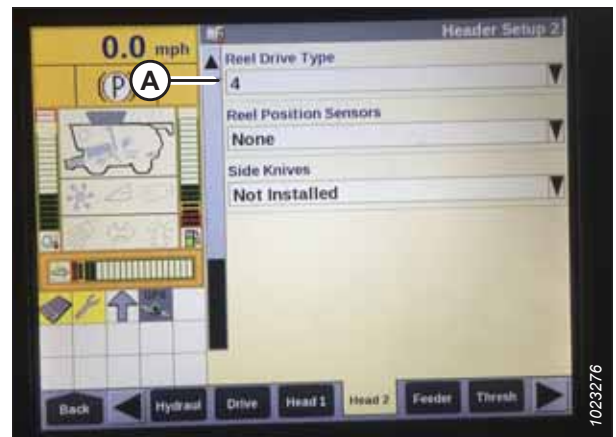 0.0 mph
Header Setup 2
(P)
A
Reel Drive Type
4
Reel Position Sensors
None
Side Knives
Not Installed
GPS
Back
Hydraul
Drive
Head 1
Head 2
Feeder
Thresh
1023276